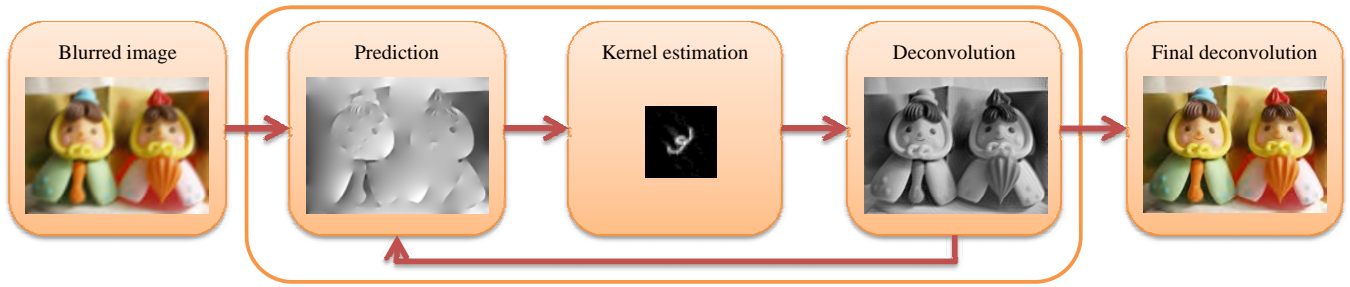 Blurred image
Prediction
Kernel estimation
Deconvolution
Final deconvolution